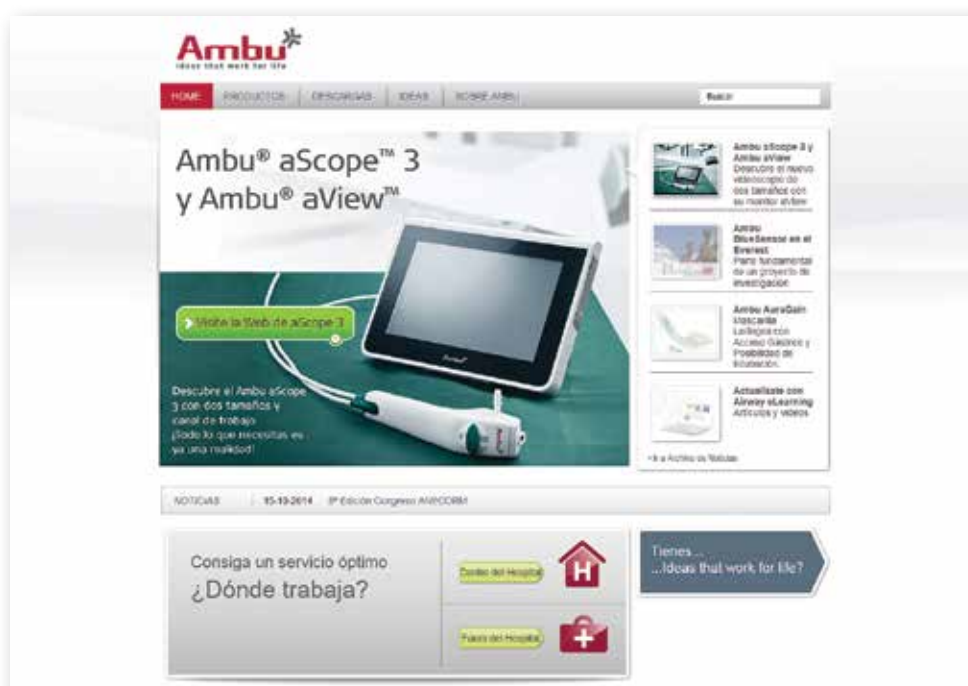 Ambu
ideas that work for life
HOME
PRODUCTOS
DESCARGAS
IDEAS
SOBRE AMBU
Buscar
Ambu® aScope™ 3
y Ambu® aView™
Visite la Web de aScope 3
Ambu
Descubre el Ambu aScope
3 con dos tamaños y
canal de trabajo
¡Todo lo que necesitas es
ya una realidad!
Ambu aScope 3 y
Ambu aView
Descubre el nuevo
videoscopio de
dos tamaños con
su monitor aView
Ambu
BlueSensor en el
Everest
Parte fundamental
de un proyecto de
investigación
Ambu AuraGain
Mascarilla
Laríngea con
Acceso Gástrico y
Posibilidad de
Intubación.
Actualízate con
Airway eLearning
Artículos y videos
Ir a Archivo de Noticias
NOTICIAS
15-10-2014
Edición Congreso ANECORM
Consiga un servicio óptimo
¿Dónde trabaja?
Dentro del Hospital
H
Fuera del Hospital
Tienes...
...Ideas that work for life?